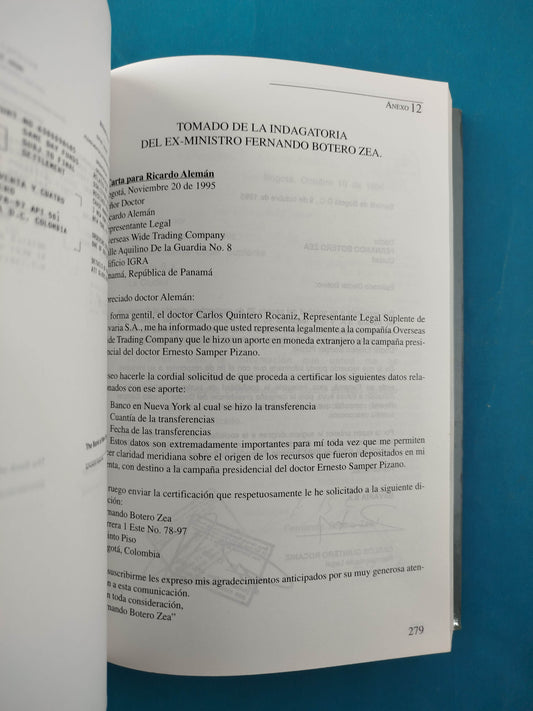 ANEXO 12
TOMADO DE LA INDAGATORIA
DEL EX-MINISTRO FERNANDO BOTERO ZEA.
Carta para Ricardo Alemán
ogotá, Noviembre 20 de 1995
ñor Doctor
cardo Alemán
presentante Legal
verseas Wide Trading Company
lle Aquilino De la Guardia No. 8
ificio IGRA
namá, República de Panamá
reciado doctor Alemán:
forma gentil, el doctor Carlos Quintero Rocaniz, Representante Legal Suplente de
varia S.A., me ha informado que usted representa legalmente a la compañía Overseas
de Trading Company que le hizo un aporte en moneda extranjero a la campaña presi-
ncial del doctor Ernesto Samper Pizano.
seo hacerle la cordial solicitud de que proceda a certificar los siguientes datos rela-
onados con ese aporte:
Banco en Nueva York al cual se hizo la transferencia
Cuantía de la transferencias
Fecha de las transferencias
Estos datos son extremadamente importantes para mí toda vez que me permiten
er claridad meridiana sobre el origen de los recursos que fueron depositados en mi
enta, con destino a la campaña presidencial del doctor Ernesto Samper Pizano.
ruego enviar la certificación que respetuosamente le he solicitado a la siguiente di-
ción:
nando Botero Zea
rrera 1 Este No. 78-97
into Piso
gotá, Colombia
suscribirme les expreso mis agradecimientos anticipados por su muy generosa aten-
n a esta comunicación.
n toda consideración,
nando Botero Zea"
279